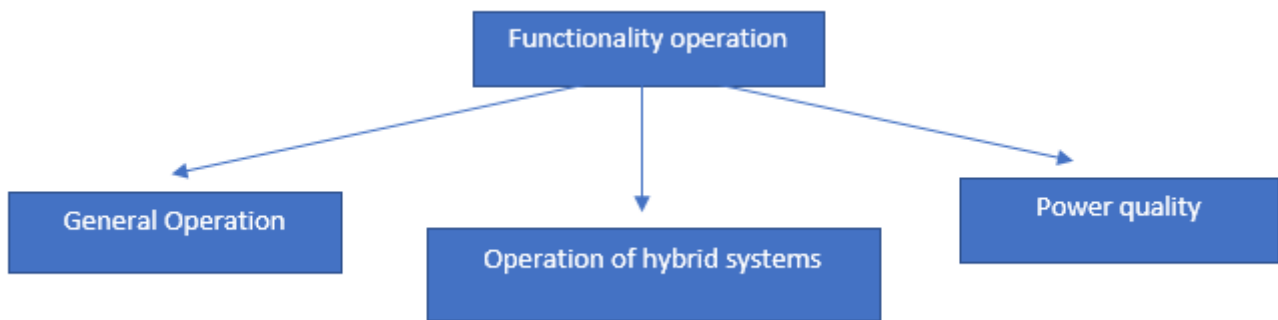 Functionality operation
General Operation
Operation of hybrid systems
Power quality